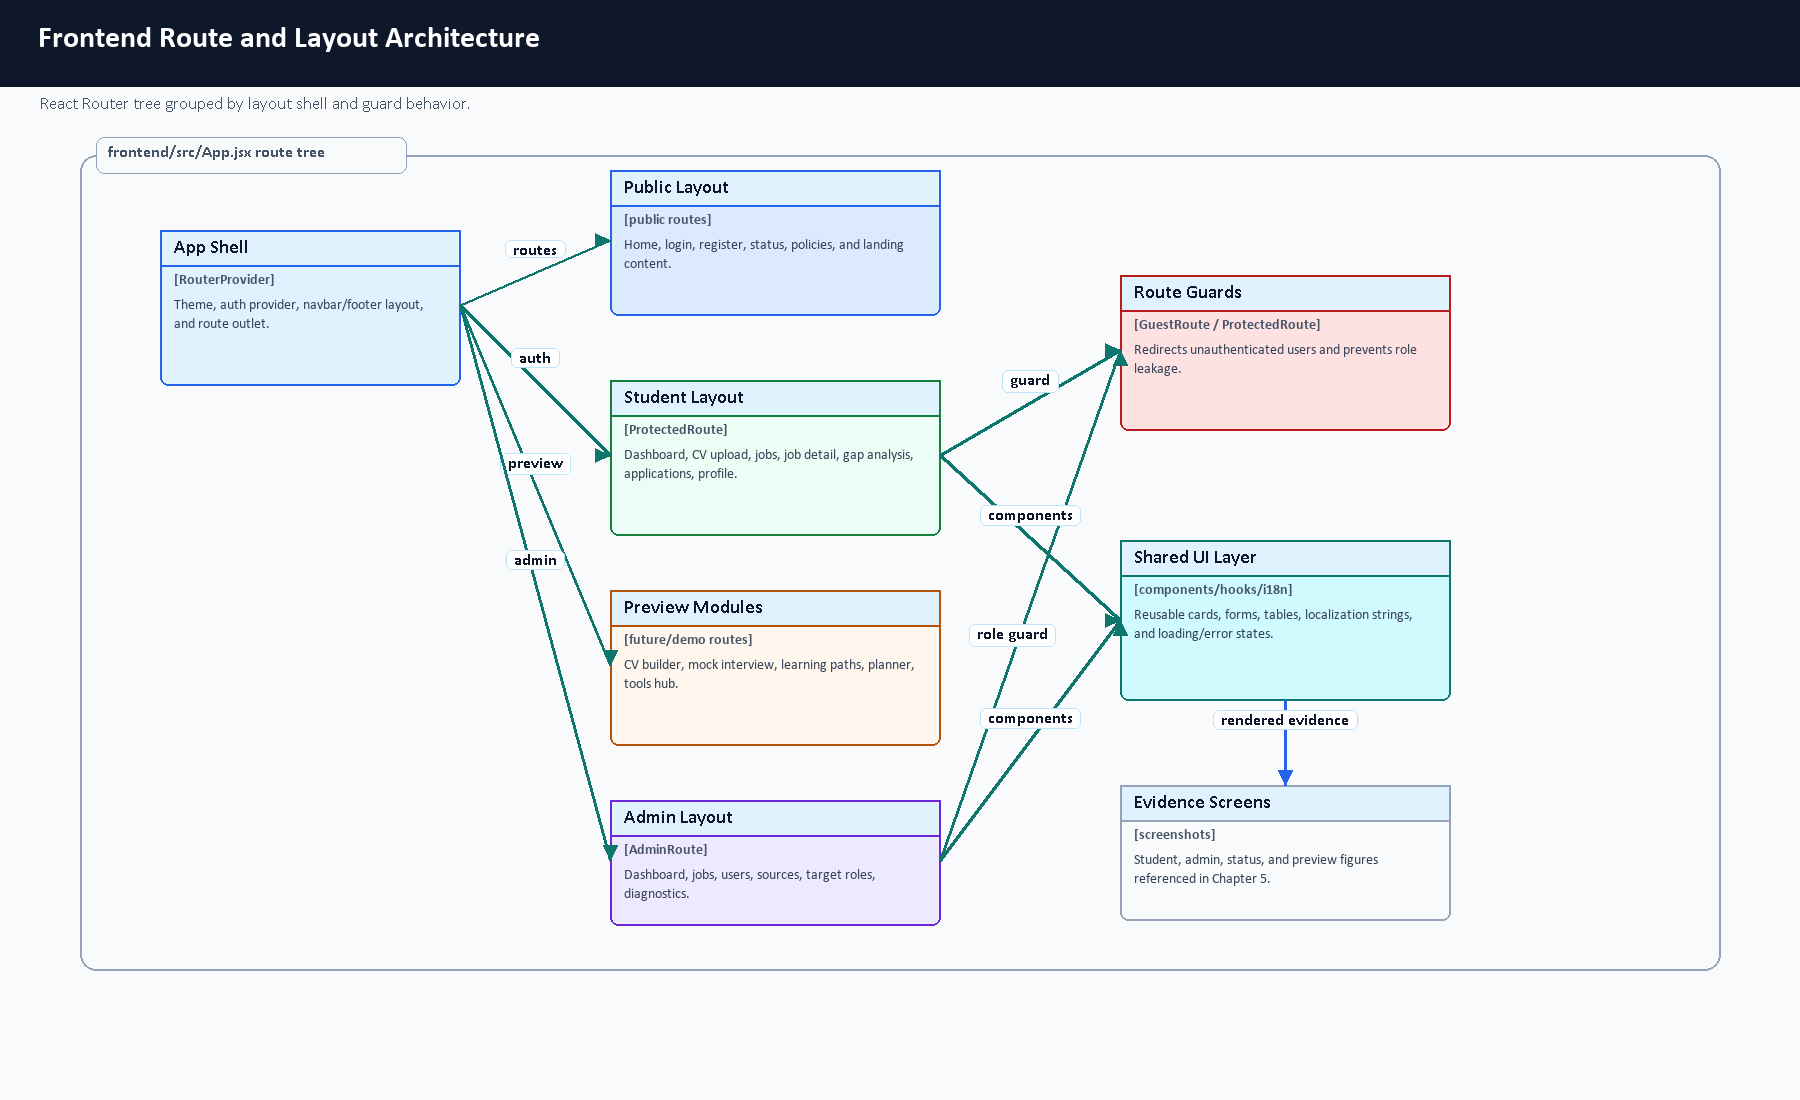 Frontend Route and Layout Architecture
React Router tree grouped by layout shell and guard behavior.
frontend/src/App.jsx route tree
App Shell
[RouterProvider]
Theme, auth provider, navbar/footer layout,
and route outlet.
routes
auth
preview
admin
Public Layout
[public routes]
Home, login, register, status, policies, and landing
content.
Student Layout
[ProtectedRoute]
Dashboard, CV upload, jobs, job detail, gap analysis,
applications, profile.
Preview Modules
[future/demo routes]
CV builder, mock interview, learning paths, planner,
tools hub.
Admin Layout
[AdminRoute]
Dashboard, jobs, users, sources, target roles,
diagnostics.
guard
components
role guard
components
Route Guards
[GuestRoute / ProtectedRoute]
Redirects unauthenticated users and prevents role
leakage.
Shared UI Layer
[components/hooks/i18n]
Reusable cards, forms, tables, localization strings,
and loading/error states.
rendered evidence
Evidence Screens
[screenshots]
Student, admin, status, and preview figures
referenced in Chapter 5.